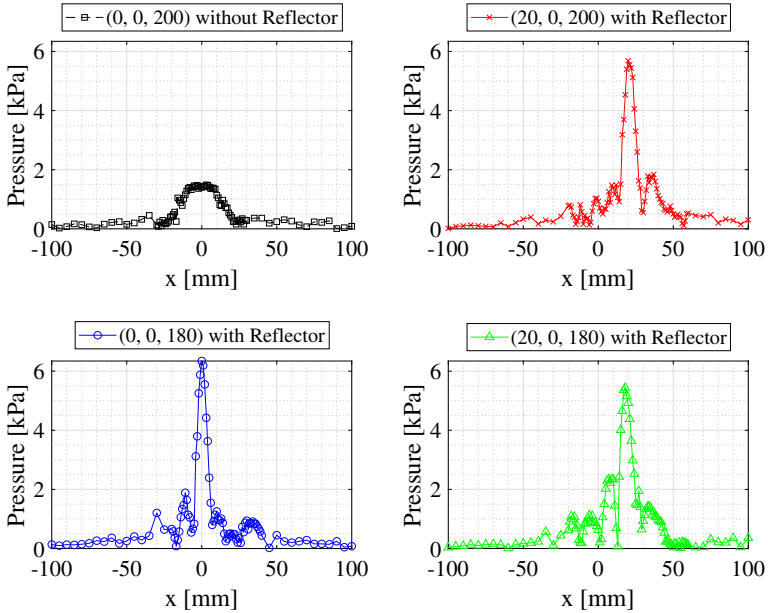 (0, 0, 200) without Reflector
(20, 0, 200) with Reflector
Pressure [kPa]
6
4
2
0
-100 -50 0 50 100
x [mm]
Pressure [kPa]
6
4
2
0
-100 -50 0 50 100
x [mm]
(0, 0, 180) with Reflector
(20, 0, 180) with Reflector
Pressure [kPa]
6
4
2
0
-100 -50 0 50 100
x [mm]
Pressure [kPa]
6
4
2
0
-100 -50 0 50 100
x [mm]